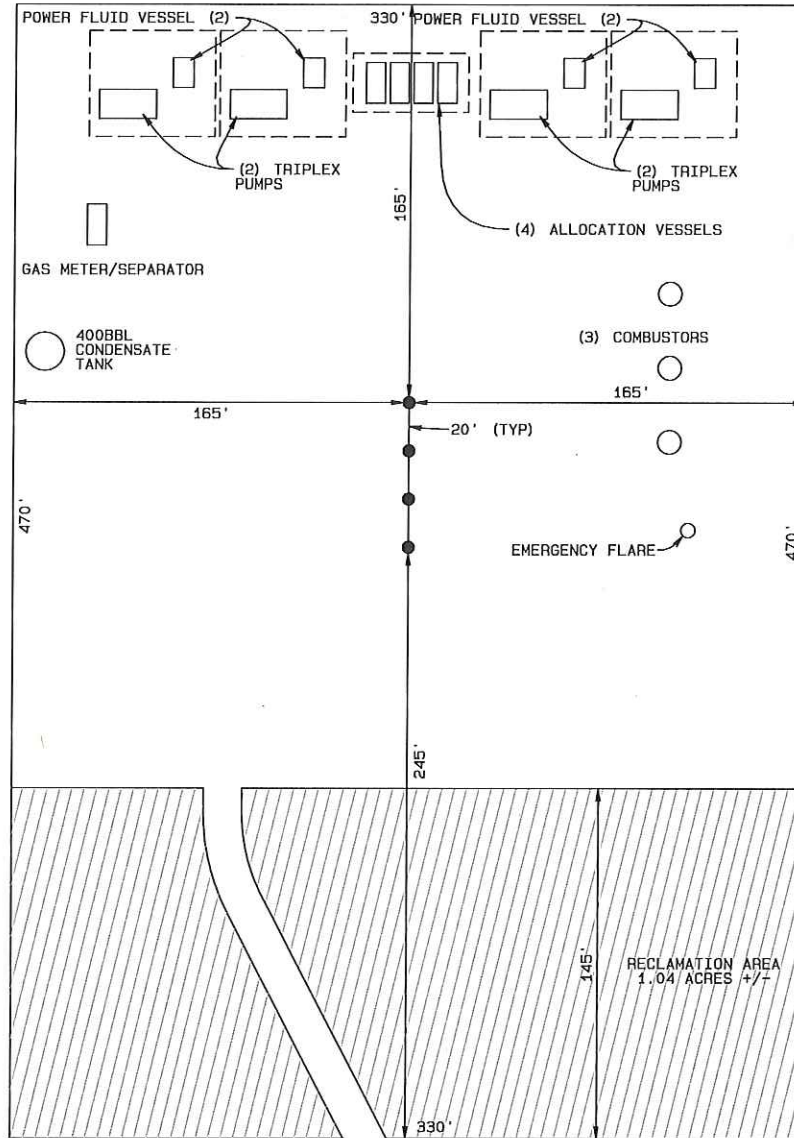 POWER FLUID VESSEL (2)
330'
POWER FLUID VESSEL (2)
(2) TRIPLEX
PUMPS
(2) TRIPLEX
PUMPS
165'
(4) ALLOCATION VESSELS
GAS METER/SEPARATOR
400BBL
CONDENSATE
TANK
(3) COMBUSTORS
165'
165'
20' (TYP)
470'
EMERGENCY FLARE
470'
245'
145'
RECLAMATION AREA
1.04 ACRES +/-
330'